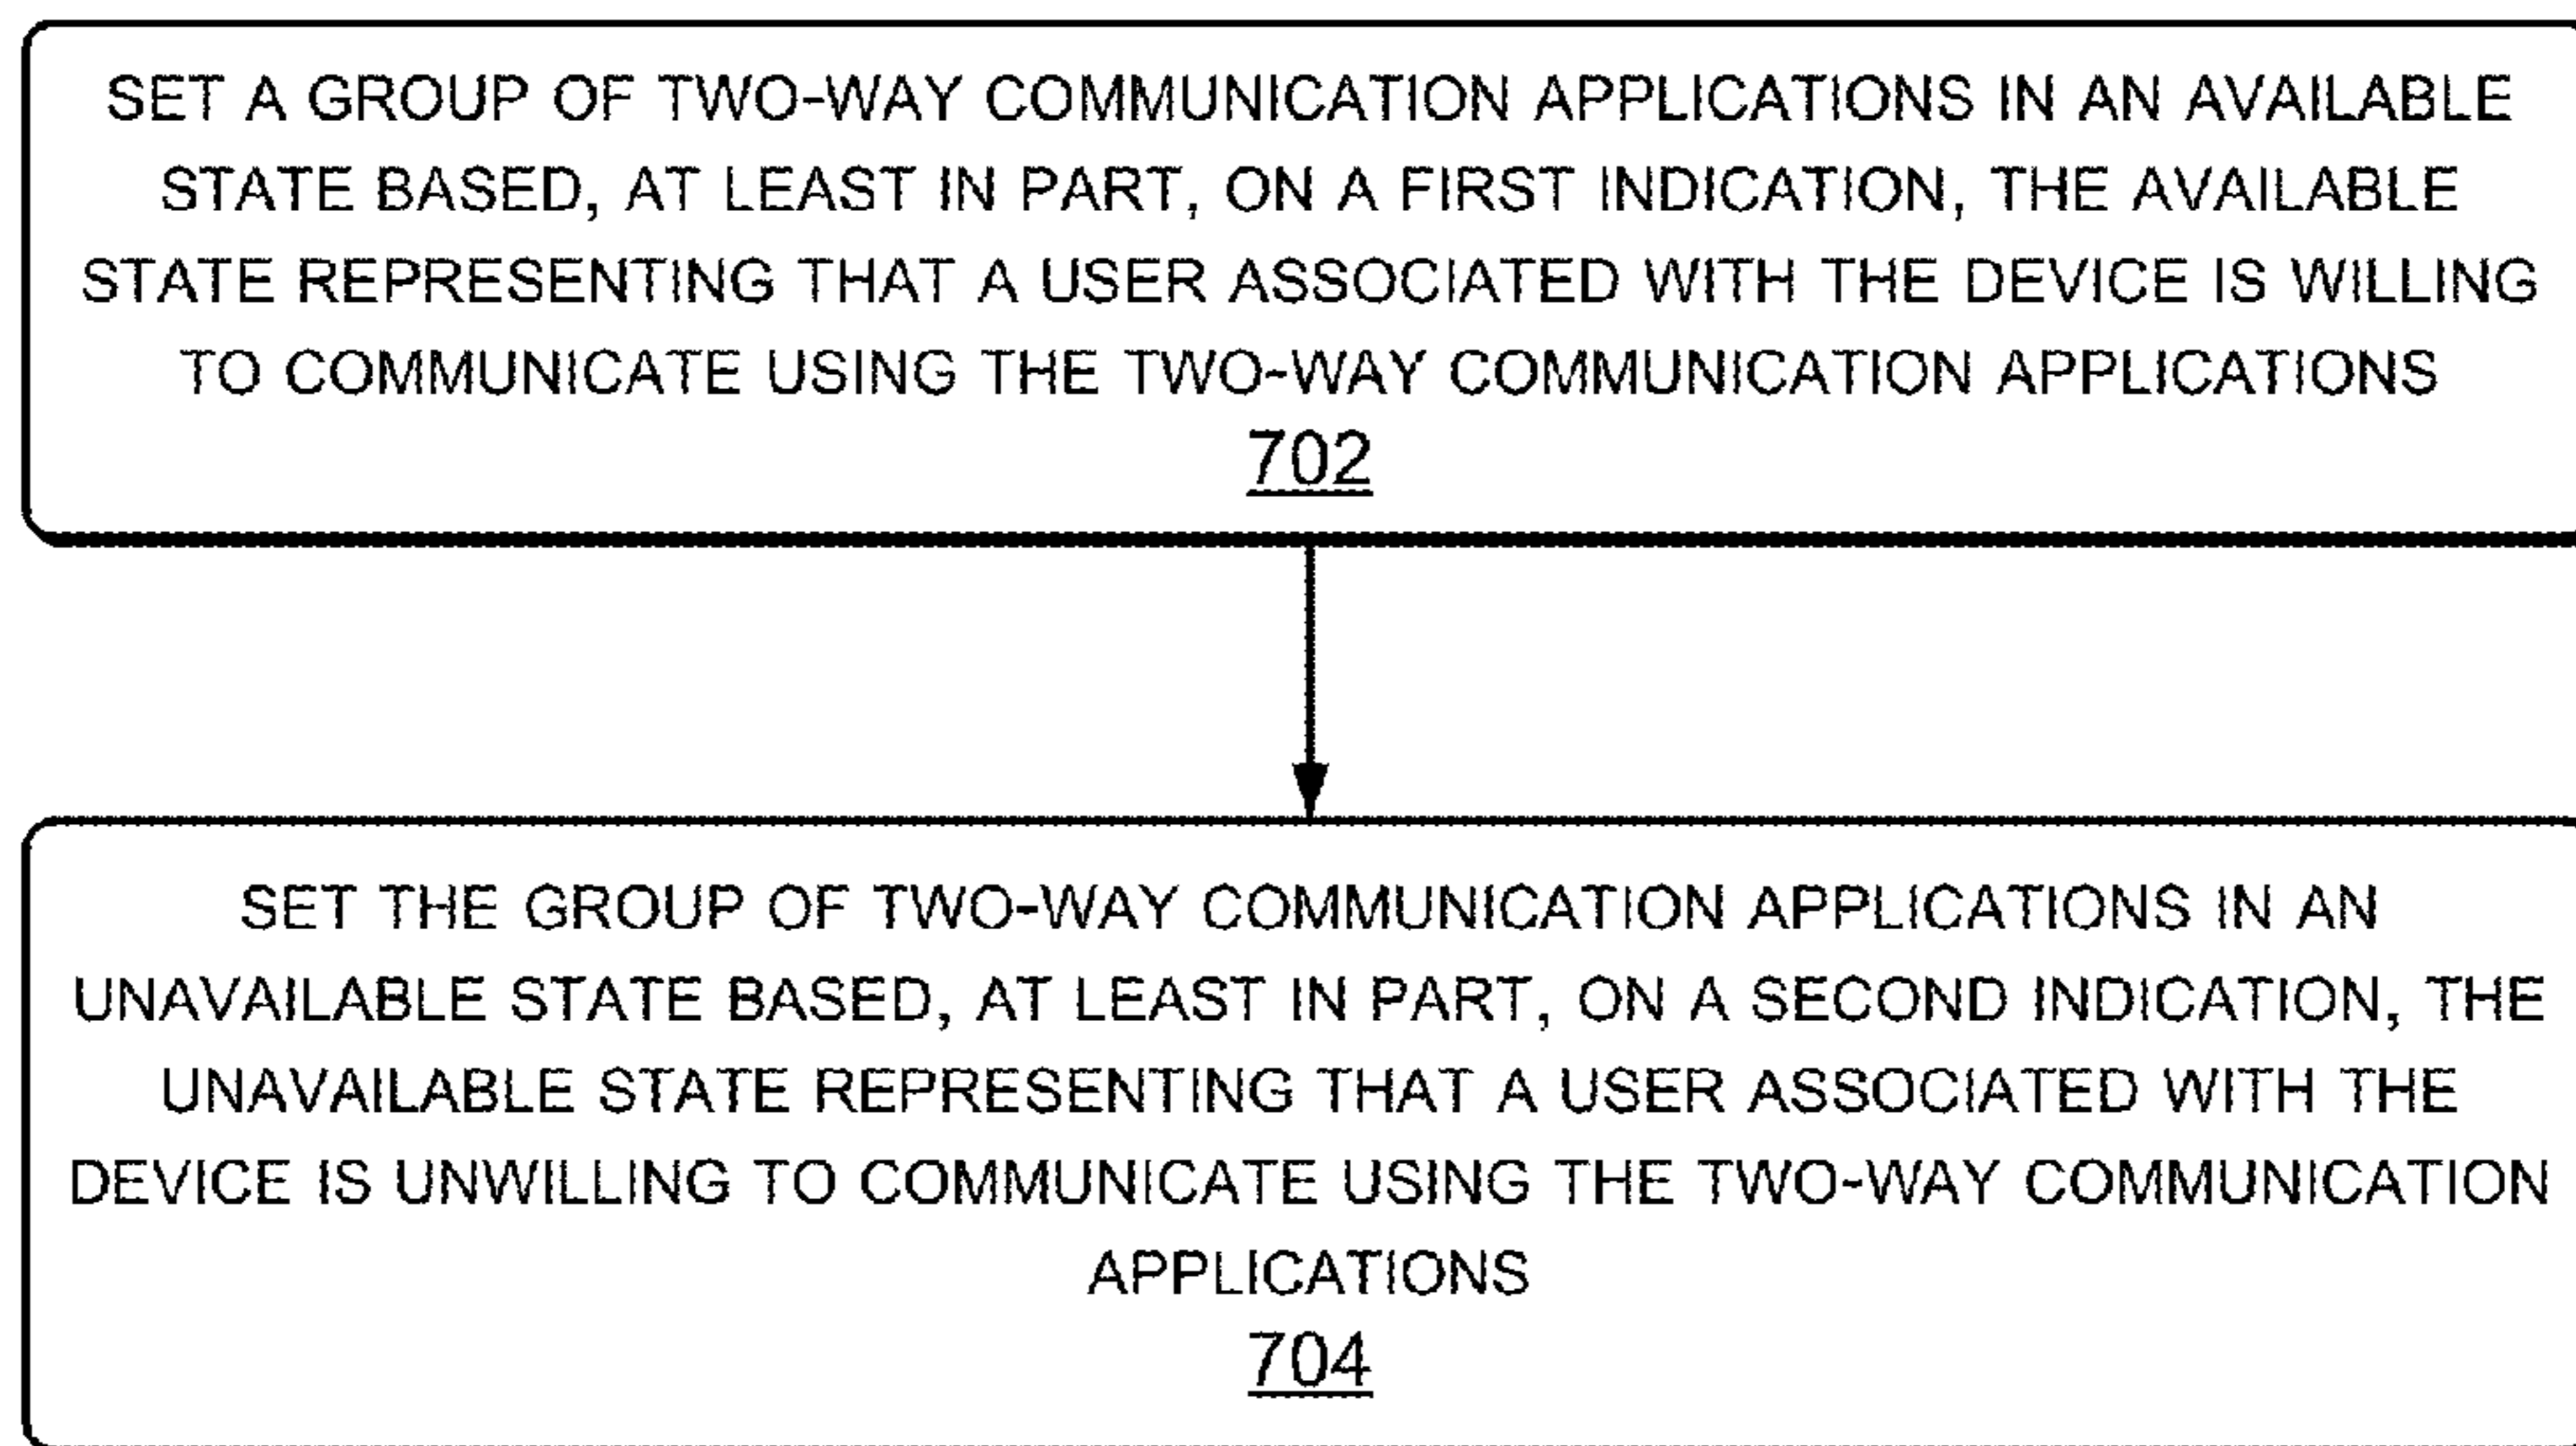 SET A GROUP OF TWO-WAY COMMUNICATION APPLICATIONS IN AN AVAILABLE
STATE BASED, AT LEAST IN PART, ON A FIRST INDICATION, THE AVAILABLE
STATE REPRESENTING THAT A USER ASSOCIATED WITH THE DEVICE IS WILLING
TO COMMUNICATE USING THE TWO-WAY COMMUNICATION APPLICATIONS
702
SET THE GROUP OF TWO-WAY COMMUNICATION APPLICATIONS IN AN
UNAVAILABLE STATE BASED, AT LEAST IN PART, ON A SECOND INDICATION, THE
UNAVAILABLE STATE REPRESENTING THAT A USER ASSOCIATED WITH THE
DEVICE IS UNWILLING TO COMMUNICATE USING THE TWO-WAY COMMUNICATION
APPLICATIONS
704